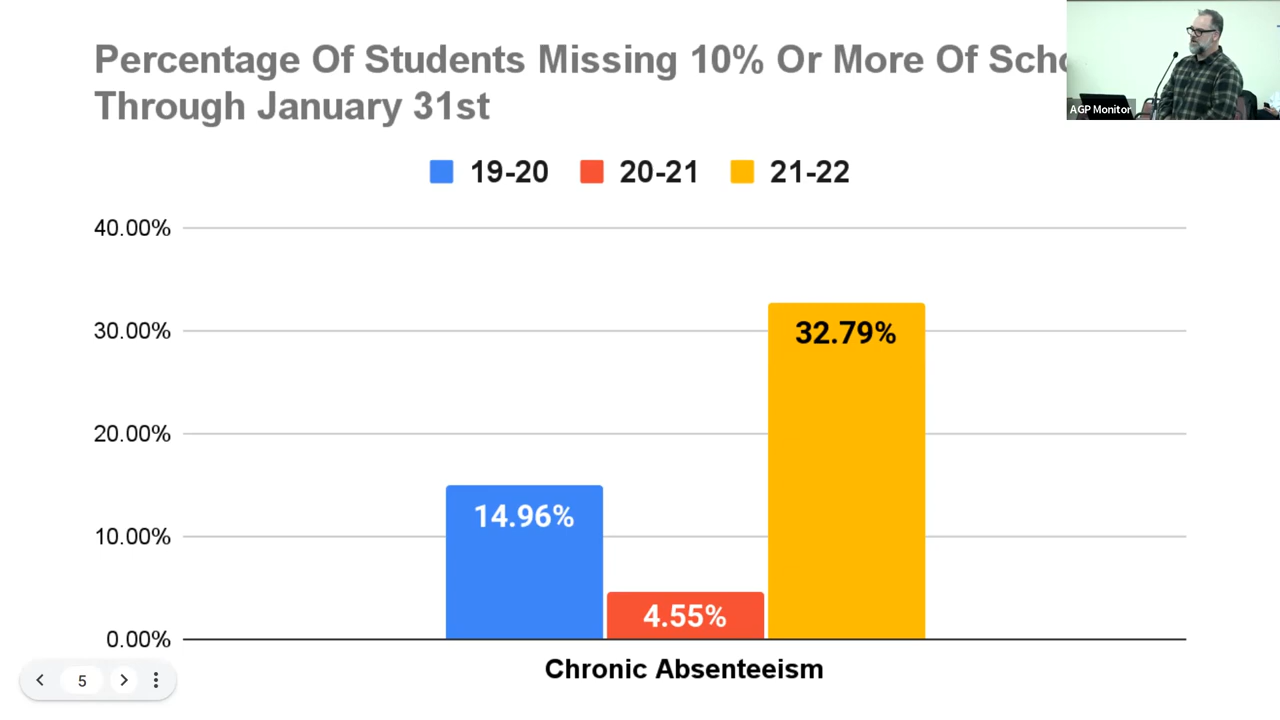 Percentage Of Students Missing 10% Or More Of
Through January 31st
AGP Monitor
19-20 20-21 21-22
40.00%
30.00%
20.00%
10.00%
0.00%
14.96%
4.55%
32.79%
Chronic Absenteeism
5